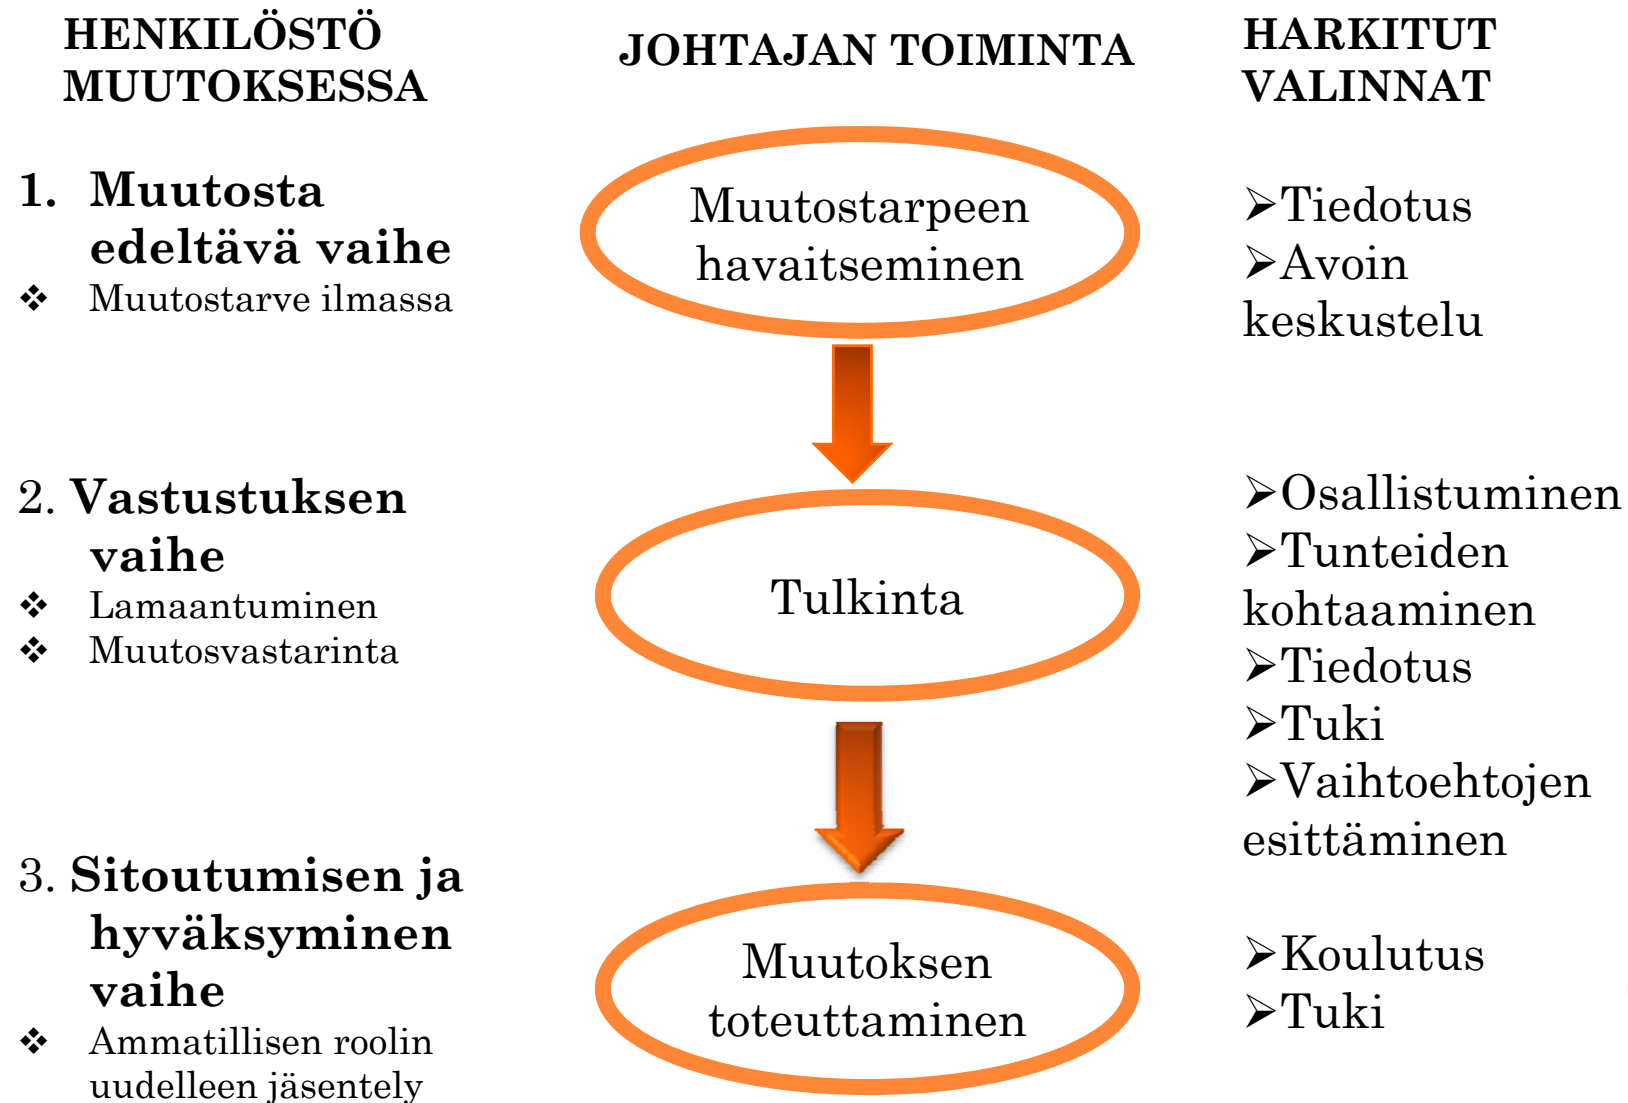 HENKILÖSTÖ
MUUTOKSESSA
JOHTAJAN TOIMINTA
HARKITUT
VALINNAT
1. Muutosta
edeltävä vaihe
❖ Muutostarve ilmassa
Muutostarpeen
havaitseminen
➢Tiedotus
➢Avoin
keskustelu
2. Vastustuksen
vaihe
❖ Lamaantuminen
❖ Muutosvastarinta
Tulkinta
➢Osallistuminen
➢Tunteiden
kohtaaminen
➢Tiedotus
➢Tuki
➢Vaihtoehtojen
esittäminen
3. Sitoutumisen ja
hyväksyminen
vaihe
❖ Ammatillisen roolin
uudelleen jäsentely
Muutoksen
toteuttaminen
➢Koulutus
➢Tuki